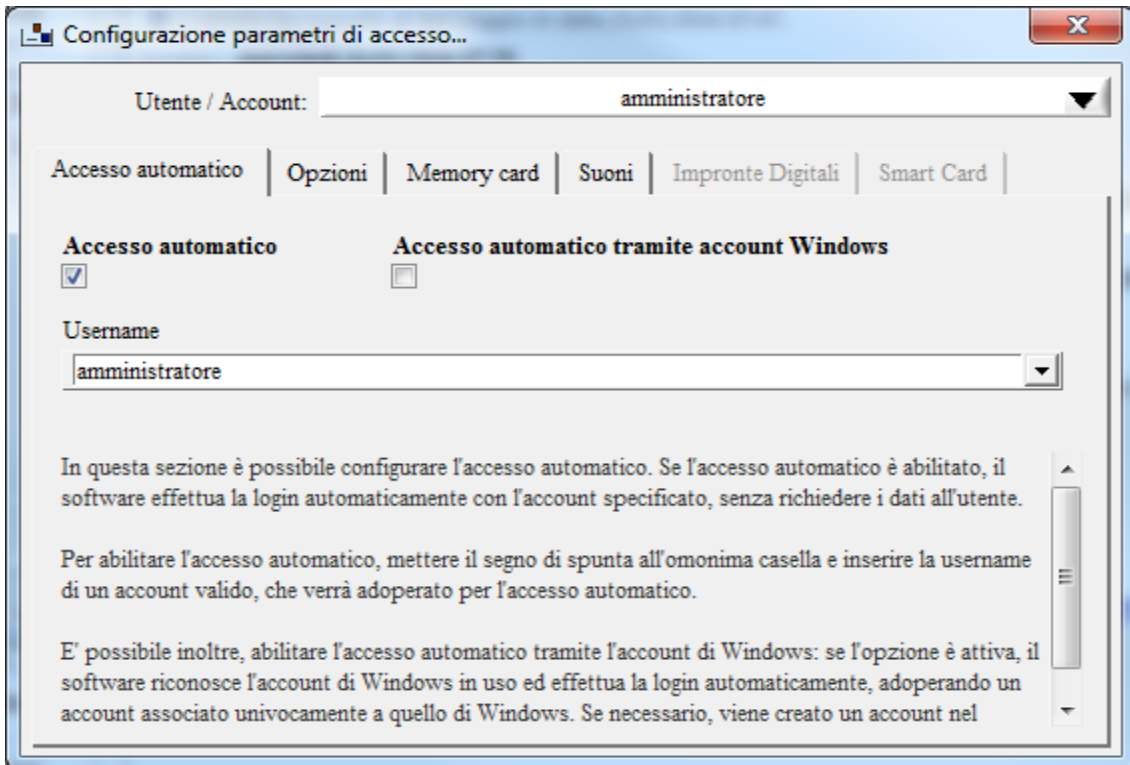 Configurazione parametri di accesso...
Utente / Account: amministratore
Accesso automatico Opzioni Memory card Suoni Impronte Digitali Smart Card
Accesso automatico Accesso automatico tramite account Windows
Username
amministratore
In questa sezione è possibile configurare l'accesso automatico. Se l'accesso automatico è abilitato, il
software effettua la login automaticamente con l'account specificato, senza richiedere i dati all'utente.
Per abilitare l'accesso automatico, mettere il segno di spunta all'omonima casella e inserire la username
di un account valido, che verrà adoperato per l'accesso automatico.
E' possibile inoltre, abilitare l'accesso automatico tramite l'account di Windows: se l'opzione è attiva, il
software riconosce l'account di Windows in uso ed effettua la login automaticamente, adoperando un
account associato univocamente a quello di Windows. Se necessario, viene creato un account nel